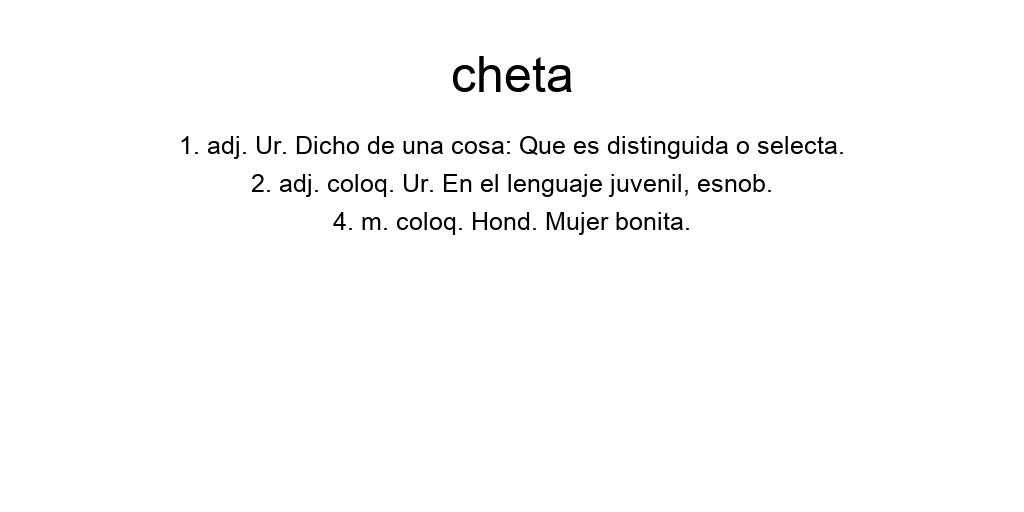 cheta
1. adj. Ur. Dicho de una cosa: Que es distinguida o selecta.
2. adj. coloq. Ur. En el lenguaje juvenil, esnob.
4. m. coloq. Hond. Mujer bonita.